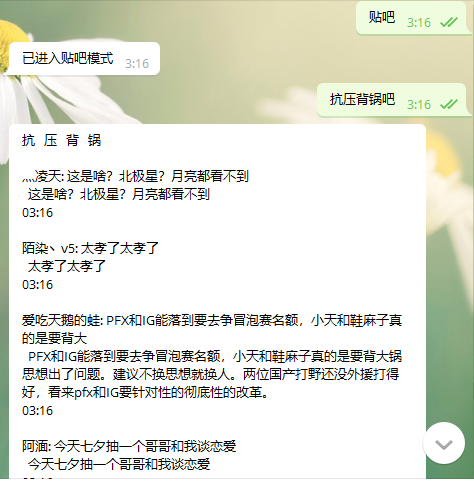 贴吧 3:16
已进入贴吧模式 3:16
抗压背锅吧 3:16
抗 压 背 锅
灬凌天: 这是啥？北极星？月亮都看不到
这是啥？北极星？月亮都看不到
03:16
陌染丶v5: 太孝了太孝了
太孝了太孝了
03:16
爱吃天鹅的蛙: PFX和IG能落到要去争冒泡赛名额，小天和鞋麻子真
的是要背大
PFX和IG能落到要去争冒泡赛名额，小天和鞋麻子真的是要背大锅
思想出了问题。建议不换思想就换人。两位国产打野还没外援打得
好，看来pfx和IG要针对性的彻底性的改革。
03:16
阿湎: 今天七夕抽一个哥哥和我谈恋爱
今天七夕抽一个哥哥和我谈恋爱